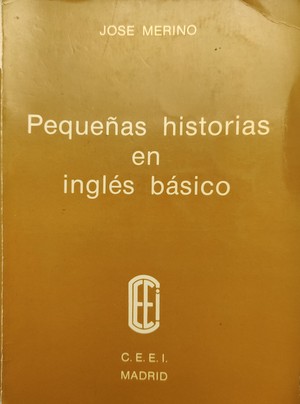 JOSE MERINO
Pequeñas historias
en
inglés básico
CEEi
C. E. E. I.
MADRID